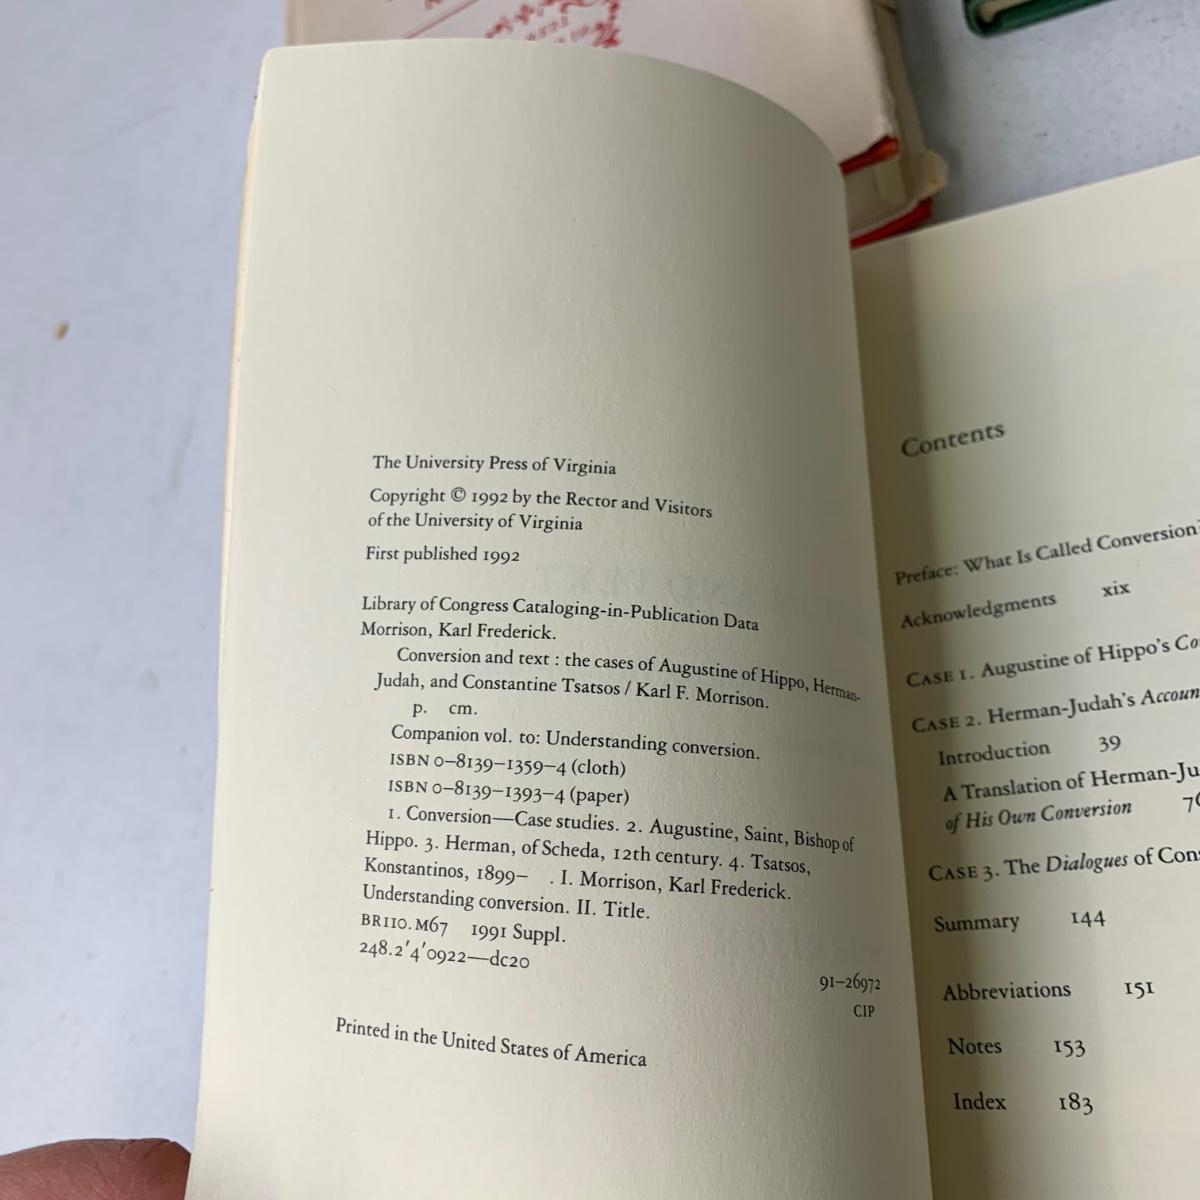 The University Press of Virginia
Copyright © 1992 by the Rector and Visitors
of the University of Virginia
First published 1992
Library of Congress Cataloging-in-Publication Data
Morrison, Karl Frederick.
Conversion and text : the cases of Augustine of Hippo, Herman-
Judah, and Constantine Tsatsos / Karl F. Morrison.
p. cm.
Companion vol. to: Understanding conversion.
ISBN 0-8139-1359-4 (cloth)
ISBN 0-8139-1393-4 (paper)
1. Conversion—Case studies. 2. Augustine, Saint, Bishop of
Hippo. 3. Herman, of Scheda, 12th century. 4. Tsatsos,
Konstantinos, 1899– . I. Morrison, Karl Frederick.
Understanding conversion. II. Title.
BR110.M67 1991 Suppl.
248.2'4'0922—dc20
91-26972
CIP
Printed in the United States of America
Contents
Preface: What Is Called Conversion
Acknowledgments xix
CASE 1. Augustine of Hippo's
CASE 2. Herman-Judah's
Introduction 39
A Translation of
of His Own Conversion
CASE 3. The Dialogues of
Summary 144
Abbreviations 151
Notes 153
Index 183